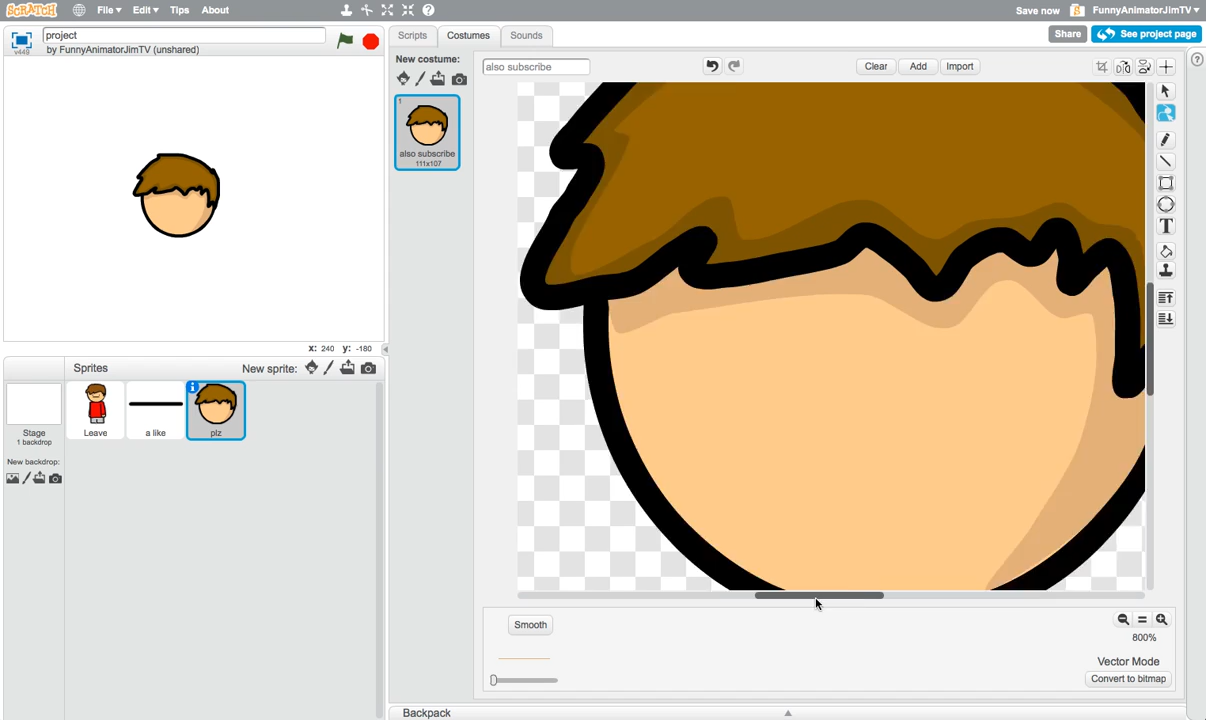 SCRATCH File▾ Edit▾ Tips About Save now FunnyAnimatorJimTV▾
project
by FunnyAnimatorJimTV (unshared)
v449
Scripts Costumes Sounds
Share See project page
New costume:
also subscribe
Clear Add Import
1
also subscribe
111x107
T
x: 240 y: -180
Sprites New sprite:
Stage
1 backdrop
New backdrop:
Leave a like plz
Smooth
800%
Vector Mode
Convert to bitmap
Backpack